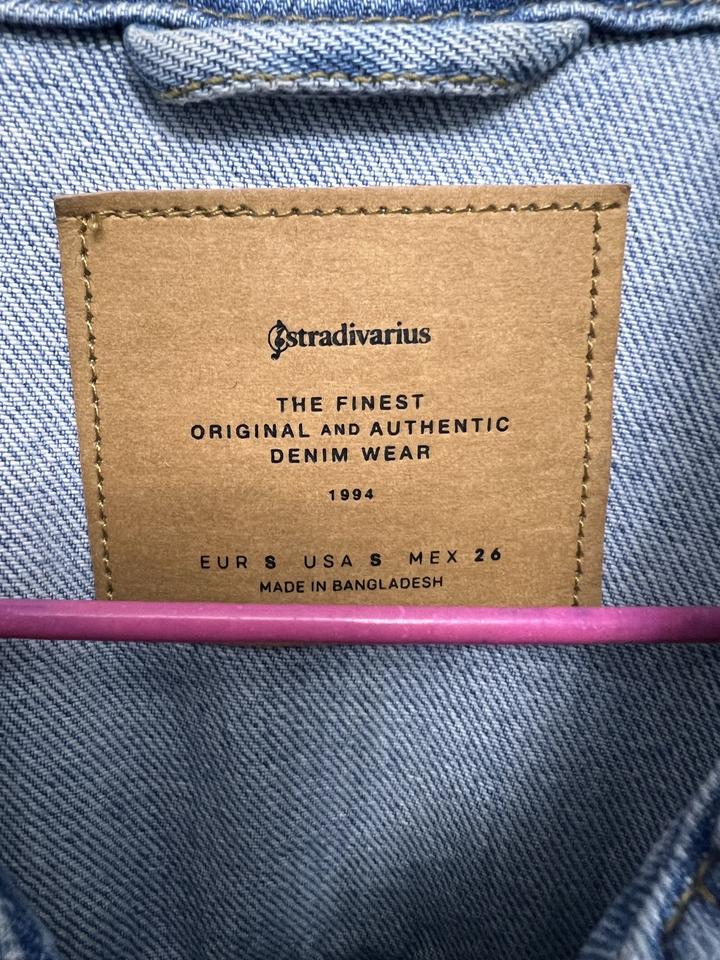 stradivarius
THE FINEST
ORIGINAL AND AUTHENTIC
DENIM WEAR
1994
EUR S USA S MEX 26
MADE IN BANGLADESH